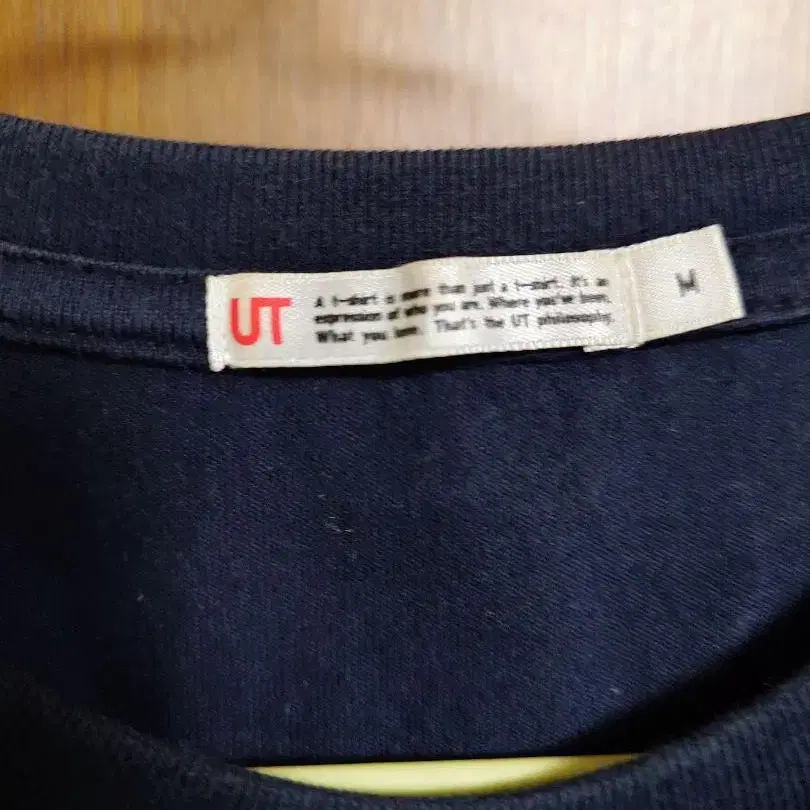 UT
A t-shirt is more than just a t-shirt. It's an
expression of who you are. Where you've been.
What you love. That's the UT philosophy.
M